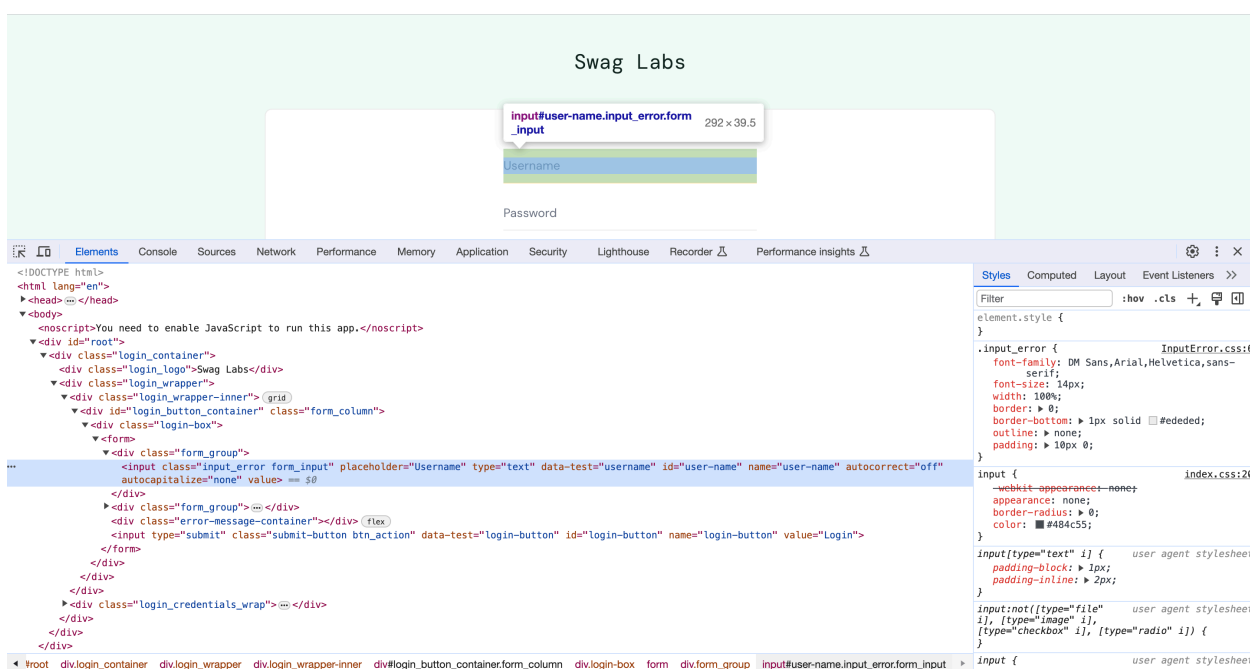 Swag Labs
input#user-name.input_error.form
_input
292 × 39.5
Username
Password
Elements Console Sources Network Performance Memory Application Security Lighthouse Recorder Performance insights
<!DOCTYPE html>
<html lang="en">
<head> … </head>
<body>
<noscript>You need to enable JavaScript to run this app.</noscript>
<div id="root">
<div class="login_container">
<div class="login_logo">Swag Labs</div>
<div class="login_wrapper">
<div class="login_wrapper-inner"> grid
<div id="login_button_container" class="form_column">
<div class="login-box">
<form>
<div class="form_group">
… <input class="input_error form_input" placeholder="Username" type="text" data-test="username" id="user-name" name="user-name" autocorrect="off"
autocapitalize="none" value> == $0
</div>
<div class="form_group"> … </div>
<div class="error-message-container"></div> flex
<input type="submit" class="submit-button btn_action" data-test="login-button" id="login-button" name="login-button" value="Login">
</form>
</div>
</div>
</div>
<div class="login_credentials_wrap"> … </div>
</div>
</div>
</div>
#root div.login_container div.login_wrapper div.login_wrapper-inner div#login_button_container.form_column div.login-box form div.form_group input#user-name.input_error.form_input
Styles Computed Layout Event Listeners
Filter :hov .cls
element.style {
}
.input_error { InputError.css:6
font-family: DM Sans,Arial,Helvetica,sans-
serif;
font-size: 14px;
width: 100%;
border: 0;
border-bottom: 1px solid #ededed;
outline: none;
padding: 10px 0;
}
input { index.css:20
-webkit-appearance: none;
appearance: none;
border-radius: 0;
color: #484c55;
}
input[type="text" i] { user agent stylesheet
padding-block: 1px;
padding-inline: 2px;
}
input:not([type="file" user agent stylesheet
i], [type="image" i],
[type="checkbox" i], [type="radio" i]) {
}
input { user agent stylesheet